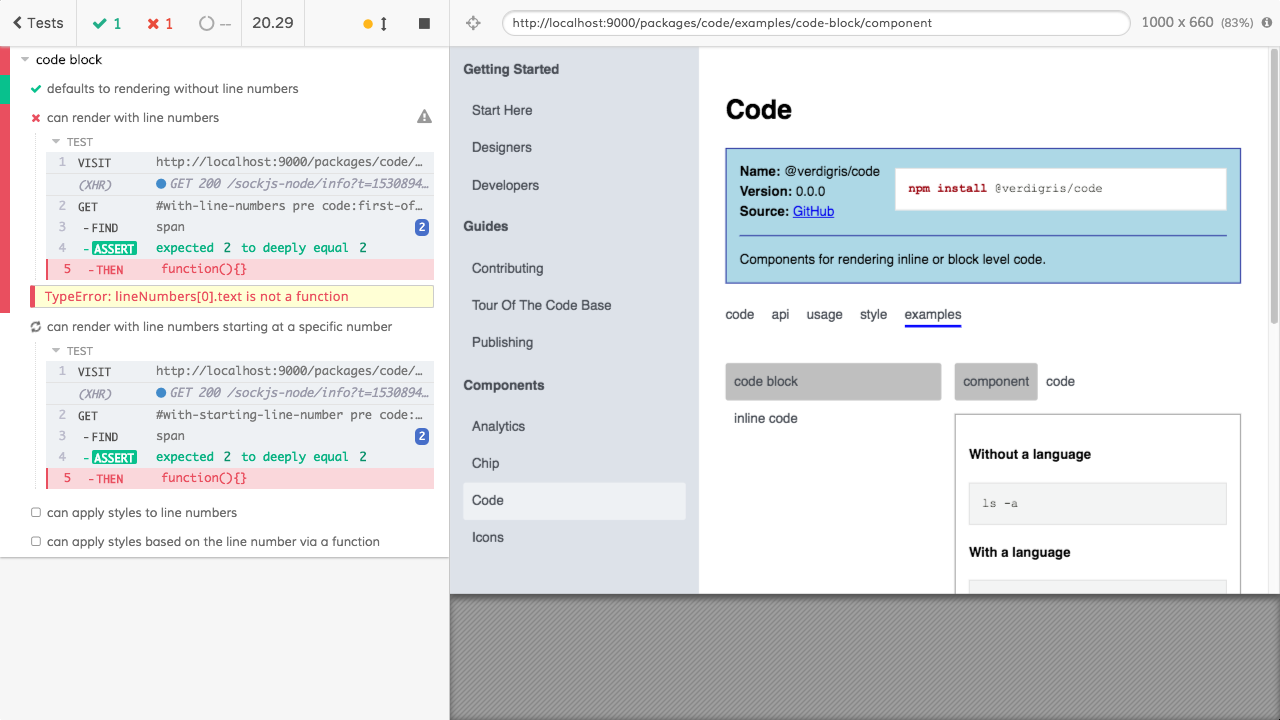 Tests
1
1
--
20.29
http://localhost:9000/packages/code/examples/code-block/component
1000 x 660 (83%)
code block
defaults to rendering without line numbers
can render with line numbers
TEST
1 VISIT http://localhost:9000/packages/code/…
(XHR) GET 200 /sockjs-node/info?t=1530894…
2 GET #with-line-numbers pre code:first-of…
3 -FIND span 2
4 -ASSERT expected 2 to deeply equal 2
5 -THEN function(){}
TypeError: lineNumbers[0].text is not a function
can render with line numbers starting at a specific number
TEST
1 VISIT http://localhost:9000/packages/code/…
(XHR) GET 200 /sockjs-node/info?t=1530894…
2 GET #with-starting-line-number pre code:…
3 -FIND span 2
4 -ASSERT expected 2 to deeply equal 2
5 -THEN function(){}
can apply styles to line numbers
can apply styles based on the line number via a function
Getting Started
Start Here
Designers
Developers
Guides
Contributing
Tour Of The Code Base
Publishing
Components
Analytics
Chip
Code
Icons
Code
Name: @verdigris/code
Version: 0.0.0
Source: GitHub
npm install @verdigris/code
Components for rendering inline or block level code.
code api usage style examples
code block
inline code
component code
Without a language
ls -a
With a language